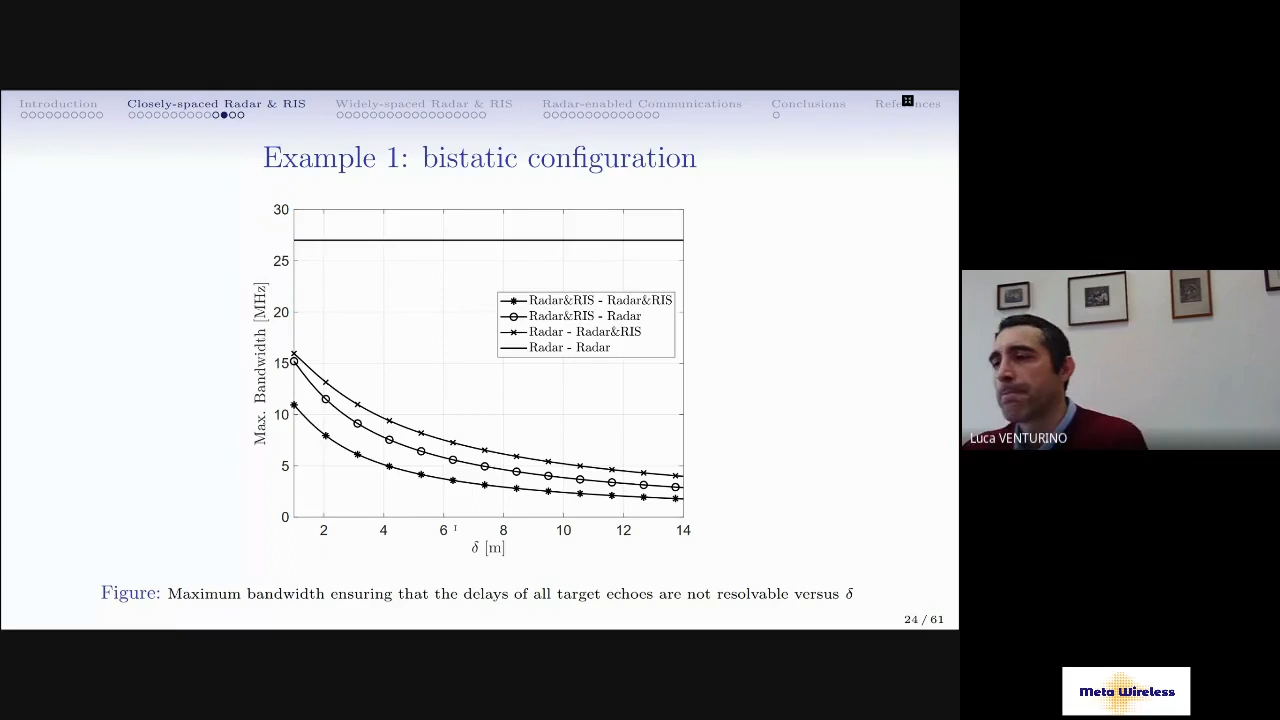 Introduction
Closely-spaced Radar & RIS
Widely-spaced Radar & RIS
Radar-enabled Communications
Conclusions
Example 1: bistatic configuration
30
25
20
15
10
5
0
Max. Bandwidth [MHz]
Radar&RIS - Radar&RIS
Radar&RIS - Radar
Radar - Radar&RIS
Radar - Radar
2 4 6 8 10 12 14
δ [m]
Figure: Maximum bandwidth ensuring that the delays of all target echoes are not resolvable versus δ
24 / 61
Luca VENTURINO
Meta Wireless